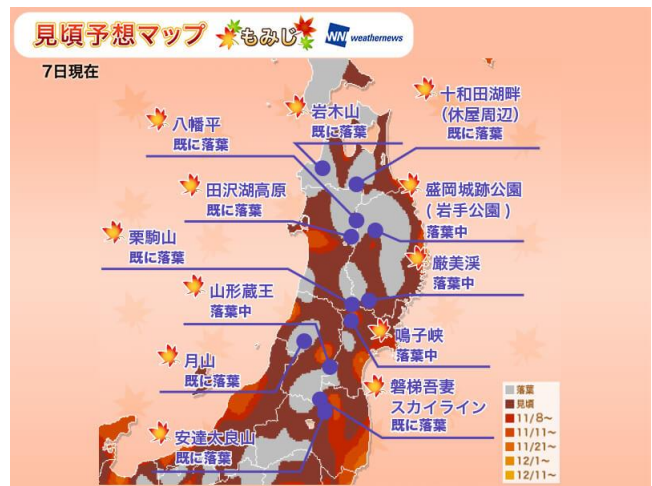 見頃予想マップ もみじ WNI weathernews
7日現在
岩木山
既に落葉
十和田湖畔
(休屋周辺)
既に落葉
八幡平
既に落葉
田沢湖高原
既に落葉
盛岡城跡公園
(岩手公園)
落葉中
栗駒山
既に落葉
厳美渓
落葉中
山形蔵王
落葉中
鳴子峡
落葉中
月山
既に落葉
磐梯吾妻
スカイライン
既に落葉
安達太良山
既に落葉
落葉
見頃
11/8～
11/11～
11/21～
12/1～
12/11～